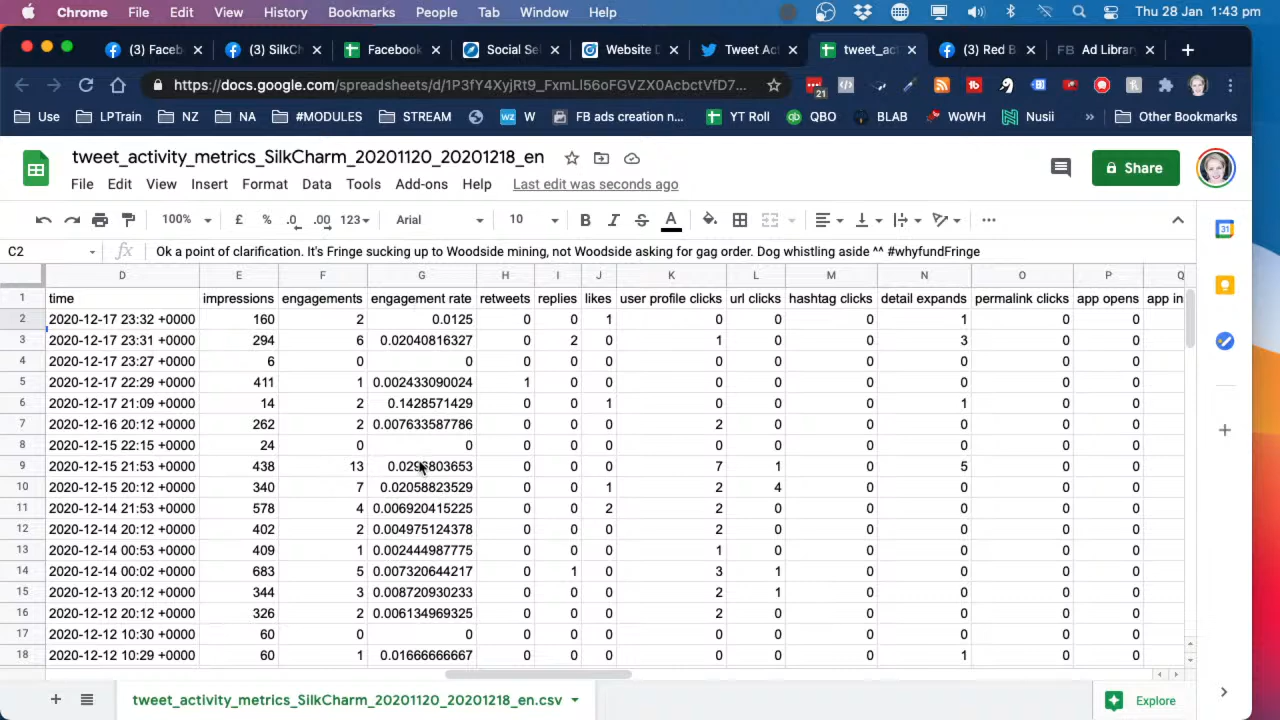 Chrome File Edit View History Bookmarks People Tab Window Help Thu 28 Jan 1:43 pm
(3) Faceb (3) SilkC Facebook Social Se Website D Tweet Act tweet_act (3) Red B FB Ad Librar
https://docs.google.com/spreadsheets/d/1P3fY4XyjRt9_FxmLl56oFGVZX0AcbctVfD7... 21
Use LPTrain NZ NA #MODULES STREAM wz W FB ads creation n... YT Roll qb QBO BLAB WoWH Nusii » Other Bookmarks
tweet_activity_metrics_SilkCharm_20201120_20201218_en
Share
File Edit View Insert Format Data Tools Add-ons Help Last edit was seconds ago
100% £ % .0 .00 123 Arial 10 B I S A
31
C2 fx Ok a point of clarification. It's Fringe sucking up to Woodside mining, not Woodside asking for gag order. Dog whistling aside ^^ #whyfundFringe
D E F G H I J K L M N O P Q
1 time impressions engagements engagement rate retweets replies likes user profile clicks url clicks hashtag clicks detail expands permalink clicks app opens app in
2 2020-12-17 23:32 +0000 160 2 0.0125 0 0 1 0 0 0 1 0 0
3 2020-12-17 23:31 +0000 294 6 0.02040816327 0 2 0 1 0 0 3 0 0
4 2020-12-17 23:27 +0000 6 0 0 0 0 0 0 0 0 0 0 0
5 2020-12-17 22:29 +0000 411 1 0.002433090024 1 0 0 0 0 0 0 0 0
6 2020-12-17 21:09 +0000 14 2 0.1428571429 0 0 1 0 0 0 1 0 0
7 2020-12-16 20:12 +0000 262 2 0.007633587786 0 0 0 2 0 0 0 0 0
8 2020-12-15 22:15 +0000 24 0 0 0 0 0 0 0 0 0 0 0
9 2020-12-15 21:53 +0000 438 13 0 0 0 7 1 0 5 0 0
10 2020-12-15 20:12 +0000 340 7 0.02058823529 0 0 1 2 4 0 0 0 0
11 2020-12-14 21:53 +0000 578 4 0.006920415225 0 0 2 2 0 0 0 0 0
12 2020-12-14 20:12 +0000 402 2 0.004975124378 0 0 0 2 0 0 0 0 0
13 2020-12-14 00:53 +0000 409 1 0.002444987775 0 0 0 1 0 0 0 0 0
14 2020-12-14 00:02 +0000 683 5 0.007320644217 0 1 0 3 1 0 0 0 0
15 2020-12-13 20:12 +0000 344 3 0.008720930233 0 0 0 2 1 0 0 0 0
16 2020-12-12 20:12 +0000 326 2 0.006134969325 0 0 0 2 0 0 0 0 0
17 2020-12-12 10:30 +0000 60 0 0 0 0 0 0 0 0 0 0 0
18 2020-12-12 10:29 +0000 60 1 0.01666666667 0 0 0 0 0 0 1 0 0
tweet_activity_metrics_SilkCharm_20201120_20201218_en.csv Explore